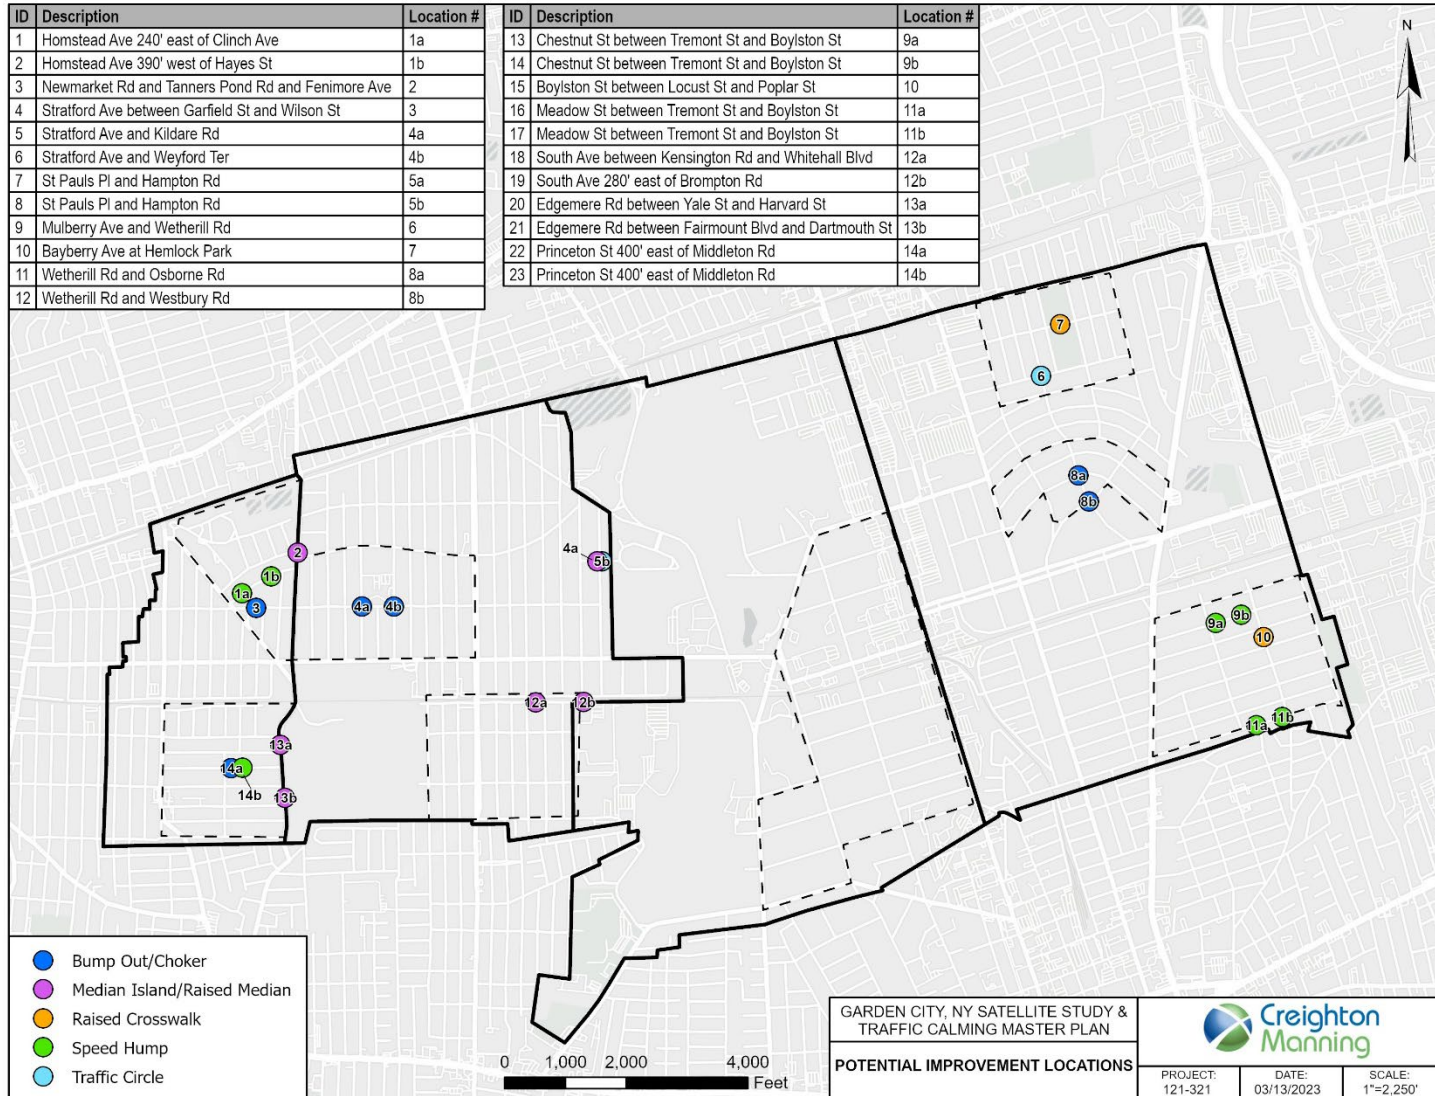 ID Description Location #
1 Homstead Ave 240' east of Clinch Ave 1a
2 Homstead Ave 390' west of Hayes St 1b
3 Newmarket Rd and Tanners Pond Rd and Fenimore Ave 2
4 Stratford Ave between Garfield St and Wilson St 3
5 Stratford Ave and Kildare Rd 4a
6 Stratford Ave and Weyford Ter 4b
7 St Pauls Pl and Hampton Rd 5a
8 St Pauls Pl and Hampton Rd 5b
9 Mulberry Ave and Wetherill Rd 6
10 Bayberry Ave at Hemlock Park 7
11 Wetherill Rd and Osborne Rd 8a
12 Wetherill Rd and Westbury Rd 8b
ID Description Location #
13 Chestnut St between Tremont St and Boylston St 9a
14 Chestnut St between Tremont St and Boylston St 9b
15 Boylston St between Locust St and Poplar St 10
16 Meadow St between Tremont St and Boylston St 11a
17 Meadow St between Tremont St and Boylston St 11b
18 South Ave between Kensington Rd and Whitehall Blvd 12a
19 South Ave 280' east of Brompton Rd 12b
20 Edgemere Rd between Yale St and Harvard St 13a
21 Edgemere Rd between Fairmount Blvd and Dartmouth St 13b
22 Princeton St 400' east of Middleton Rd 14a
23 Princeton St 400' east of Middleton Rd 14b
N
7
6
8a
8b
2
4a
5b
1b
1a
3
4a
4b
9a
9b
10
12a
12b
11a
11b
13a
14a
14b
13b
Bump Out/Choker
Median Island/Raised Median
Raised Crosswalk
Speed Hump
Traffic Circle
0 1,000 2,000 4,000
Feet
GARDEN CITY, NY SATELLITE STUDY &
TRAFFIC CALMING MASTER PLAN
POTENTIAL IMPROVEMENT LOCATIONS
Creighton
Manning
PROJECT:
121-321
DATE:
03/13/2023
SCALE:
1"=2,250'